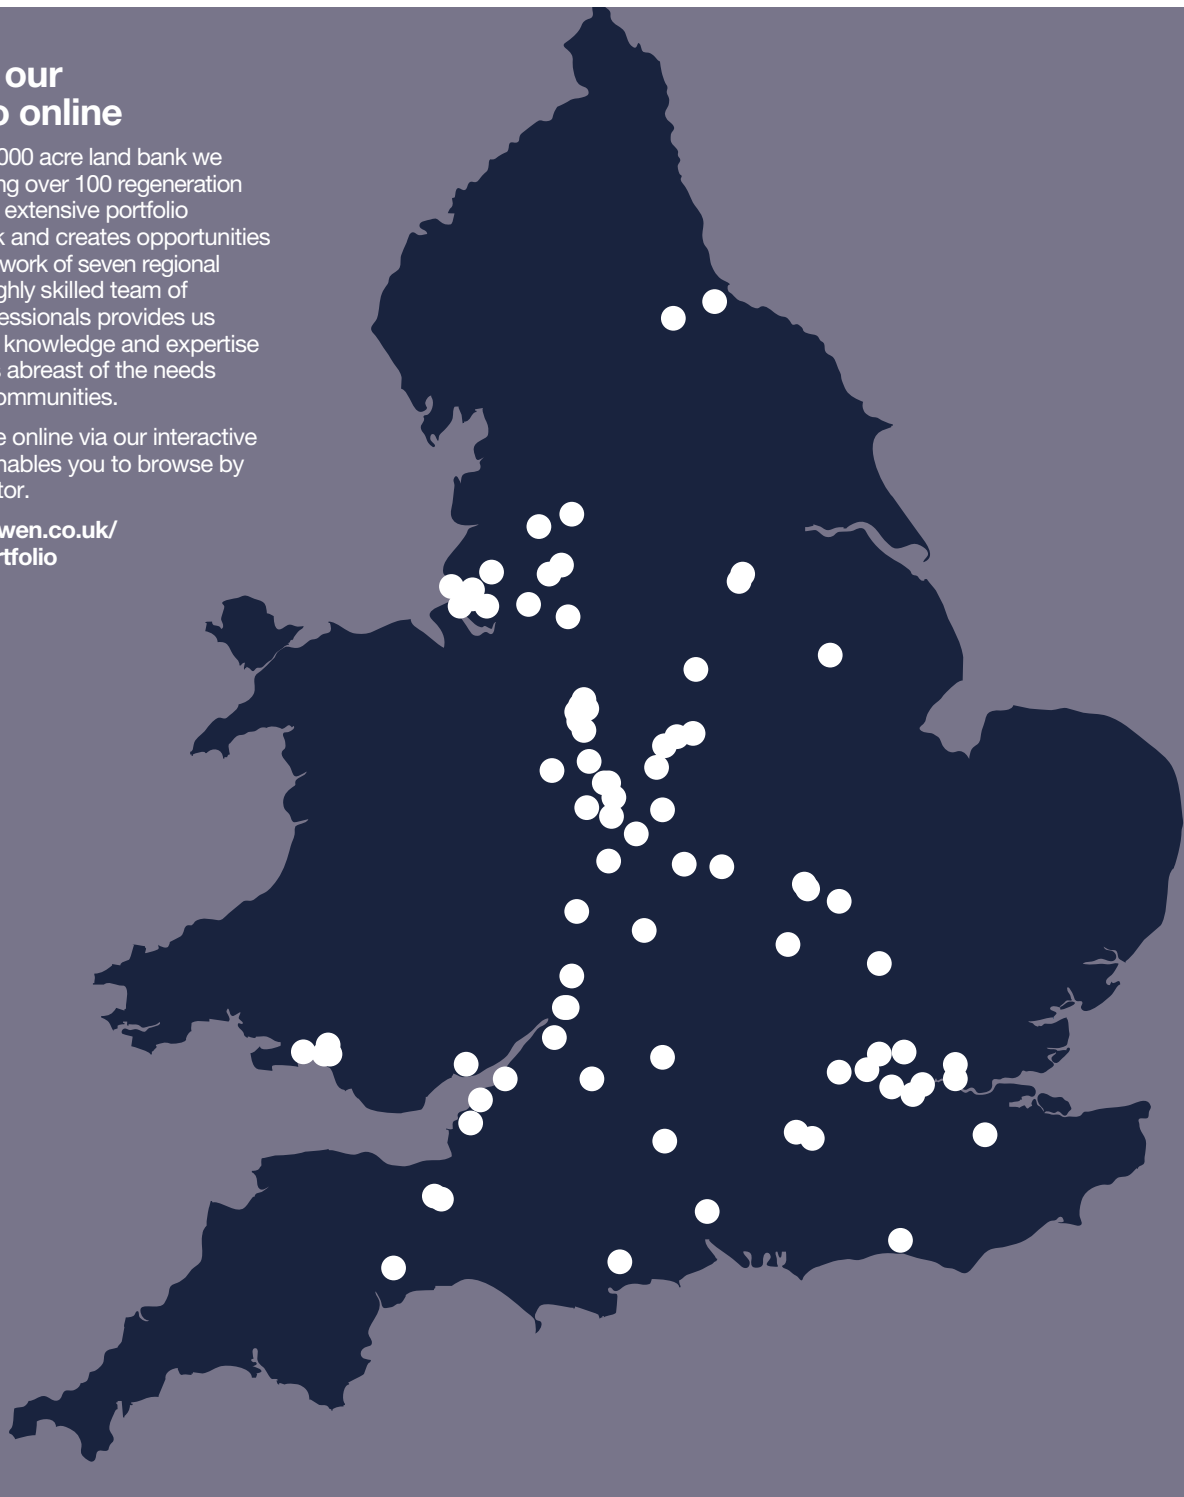 our
o online
000 acre land bank we
ng over 100 regeneration
extensive portfolio
k and creates opportunities
work of seven regional
ghly skilled team of
essionals provides us
knowledge and expertise
s abreast of the needs
ommunities.
e online via our interactive
nables you to browse by
tor.
wen.co.uk/
rtfolio